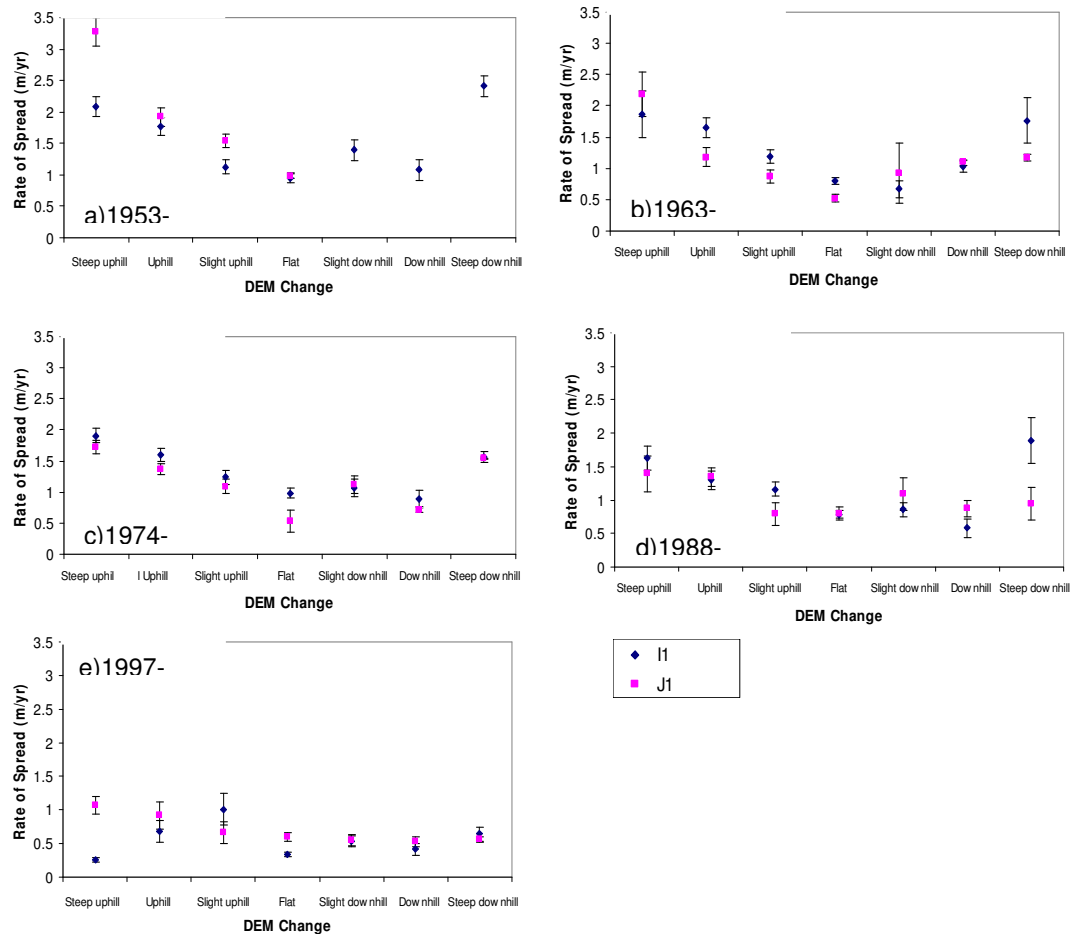 3.5
3
2.5
2
1.5
1
0.5
0
Rate of Spread (m/yr)
a)1953-
Steep uphill Uphill Slight uphill Flat Slight dow nhill Dow nhill Steep dow nhill
DEM Change
3.5
3
2.5
2
1.5
1
0.5
0
Rate of Spread (m/yr)
b)1963-
Steep uphill Uphill Slight uphill Flat Slight dow nhill Dow nhill Steep dow nhill
DEM Change
3.5
3
2.5
2
1.5
1
0.5
0
Rate of Spread (m/yr)
c)1974-
Steep uphil l Uphill Slight uphill Flat Slight dow nhill Dow nhill Steep dow nhill
DEM Change
3.5
3
2.5
2
1.5
1
0.5
0
Rate of Spread (m/yr)
d)1988-
Steep uphill Uphill Slight uphill Flat Slight dow nhill Dow nhill Steep dow nhill
DEM Change
I1
J1
3.5
3
2.5
2
1.5
1
0.5
0
Rate of Spread (m/yr)
e)1997-
Steep uphill Uphill Slight uphill Flat Slight dow nhill Dow nhill Steep dow nhill
DEM Change